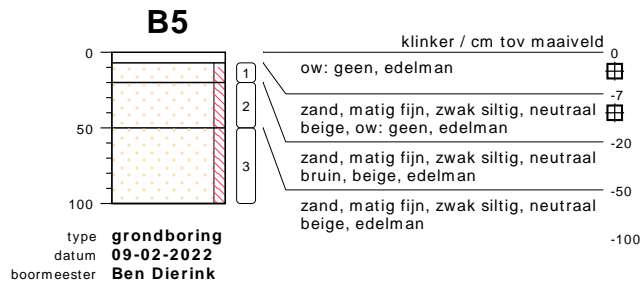 B5
klinker / cm tov maaiveld
0
0
ow: geen, edelman
1
-7
zand, matig fijn, zwak siltig, neutraal
beige, ow: geen, edelman
2
-20
50
zand, matig fijn, zwak siltig, neutraal
bruin, beige, edelman
3
-50
100
zand, matig fijn, zwak siltig, neutraal
beige, edelman
-100
type grondboring
datum 09-02-2022
boormeester Ben Dierink